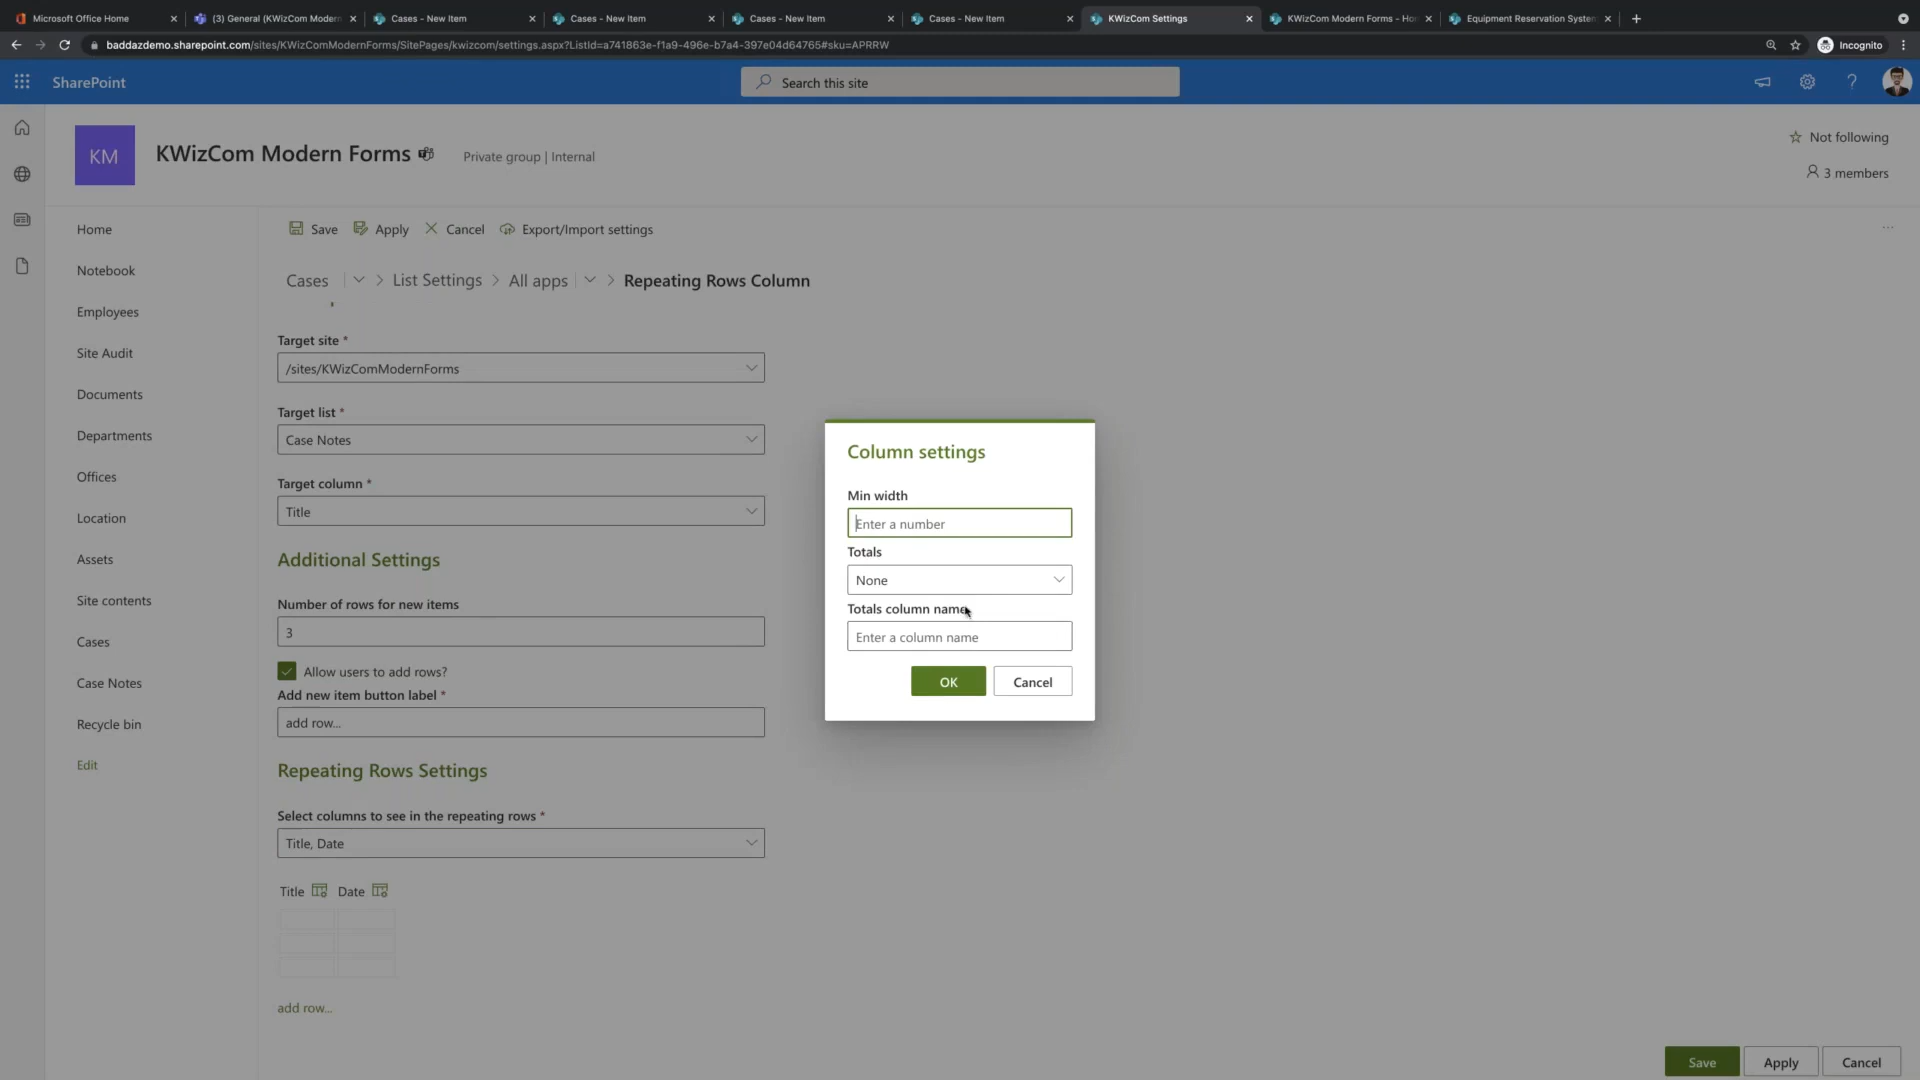 Microsoft Office Home
(3) General (KWizCom Modern
Cases - New Item
Cases - New Item
Cases - New Item
Cases - New Item
KWizCom Settings
KWizCom Modern Forms - Ho
Equipment Reservation System
baddazdemo.sharepoint.com/sites/KWizComModernForms/SitePages/kwizcom/settings.aspx?ListId=a741863e-f1a9-496e-b7a4-397e04d64765#sku=APRRW
Incognito
SharePoint
Search this site
KM
KWizCom Modern Forms
Private group | Internal
Not following
3 members
Home
Notebook
Employees
Site Audit
Documents
Departments
Offices
Location
Assets
Site contents
Cases
Case Notes
Recycle bin
Edit
Save
Apply
Cancel
Export/Import settings
Cases > List Settings > All apps > Repeating Rows Column
Target site *
/sites/KWizComModernForms
Target list *
Case Notes
Target column *
Title
Additional Settings
Number of rows for new items
3
Allow users to add rows?
Add new item button label *
add row...
Repeating Rows Settings
Select columns to see in the repeating rows *
Title, Date
Title Date
add row...
Column settings
Min width
Enter a number
Totals
None
Totals column name
Enter a column name
OK
Cancel
Save
Apply
Cancel